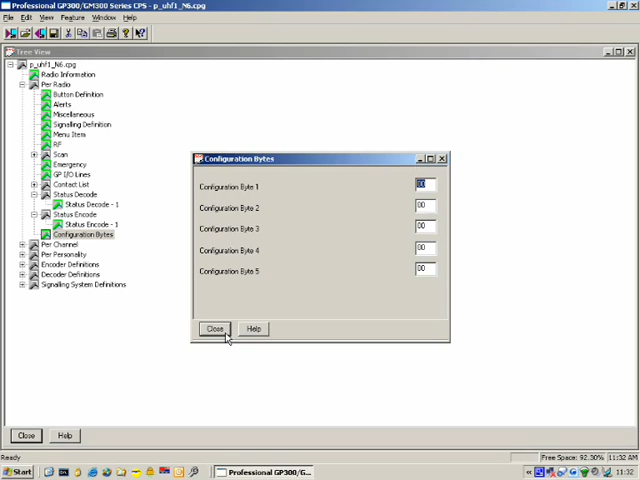 Professional GP300/GM300 Series CPS - p_uhf1_N6.cpg
File Edit View Feature Window Help
Tree View
p_uhf1_N6.cpg
Radio Information
Per Radio
Button Definition
Alerts
Miscellaneous
Signalling Definition
Menu Item
RF
Scan
Emergency
GP I/O Lines
Contact List
Status Decode
Status Decode - 1
Status Encode
Status Encode - 1
Configuration Bytes
Per Channel
Per Personality
Encoder Definitions
Decoder Definitions
Signalling System Definitions
Configuration Bytes
Configuration Byte 1 00
Configuration Byte 2 00
Configuration Byte 3 00
Configuration Byte 4 00
Configuration Byte 5 00
Close Help
Close Help
Ready Free Space: 92.30% 11:32 AM
Start Professional GP300/G... 11:32